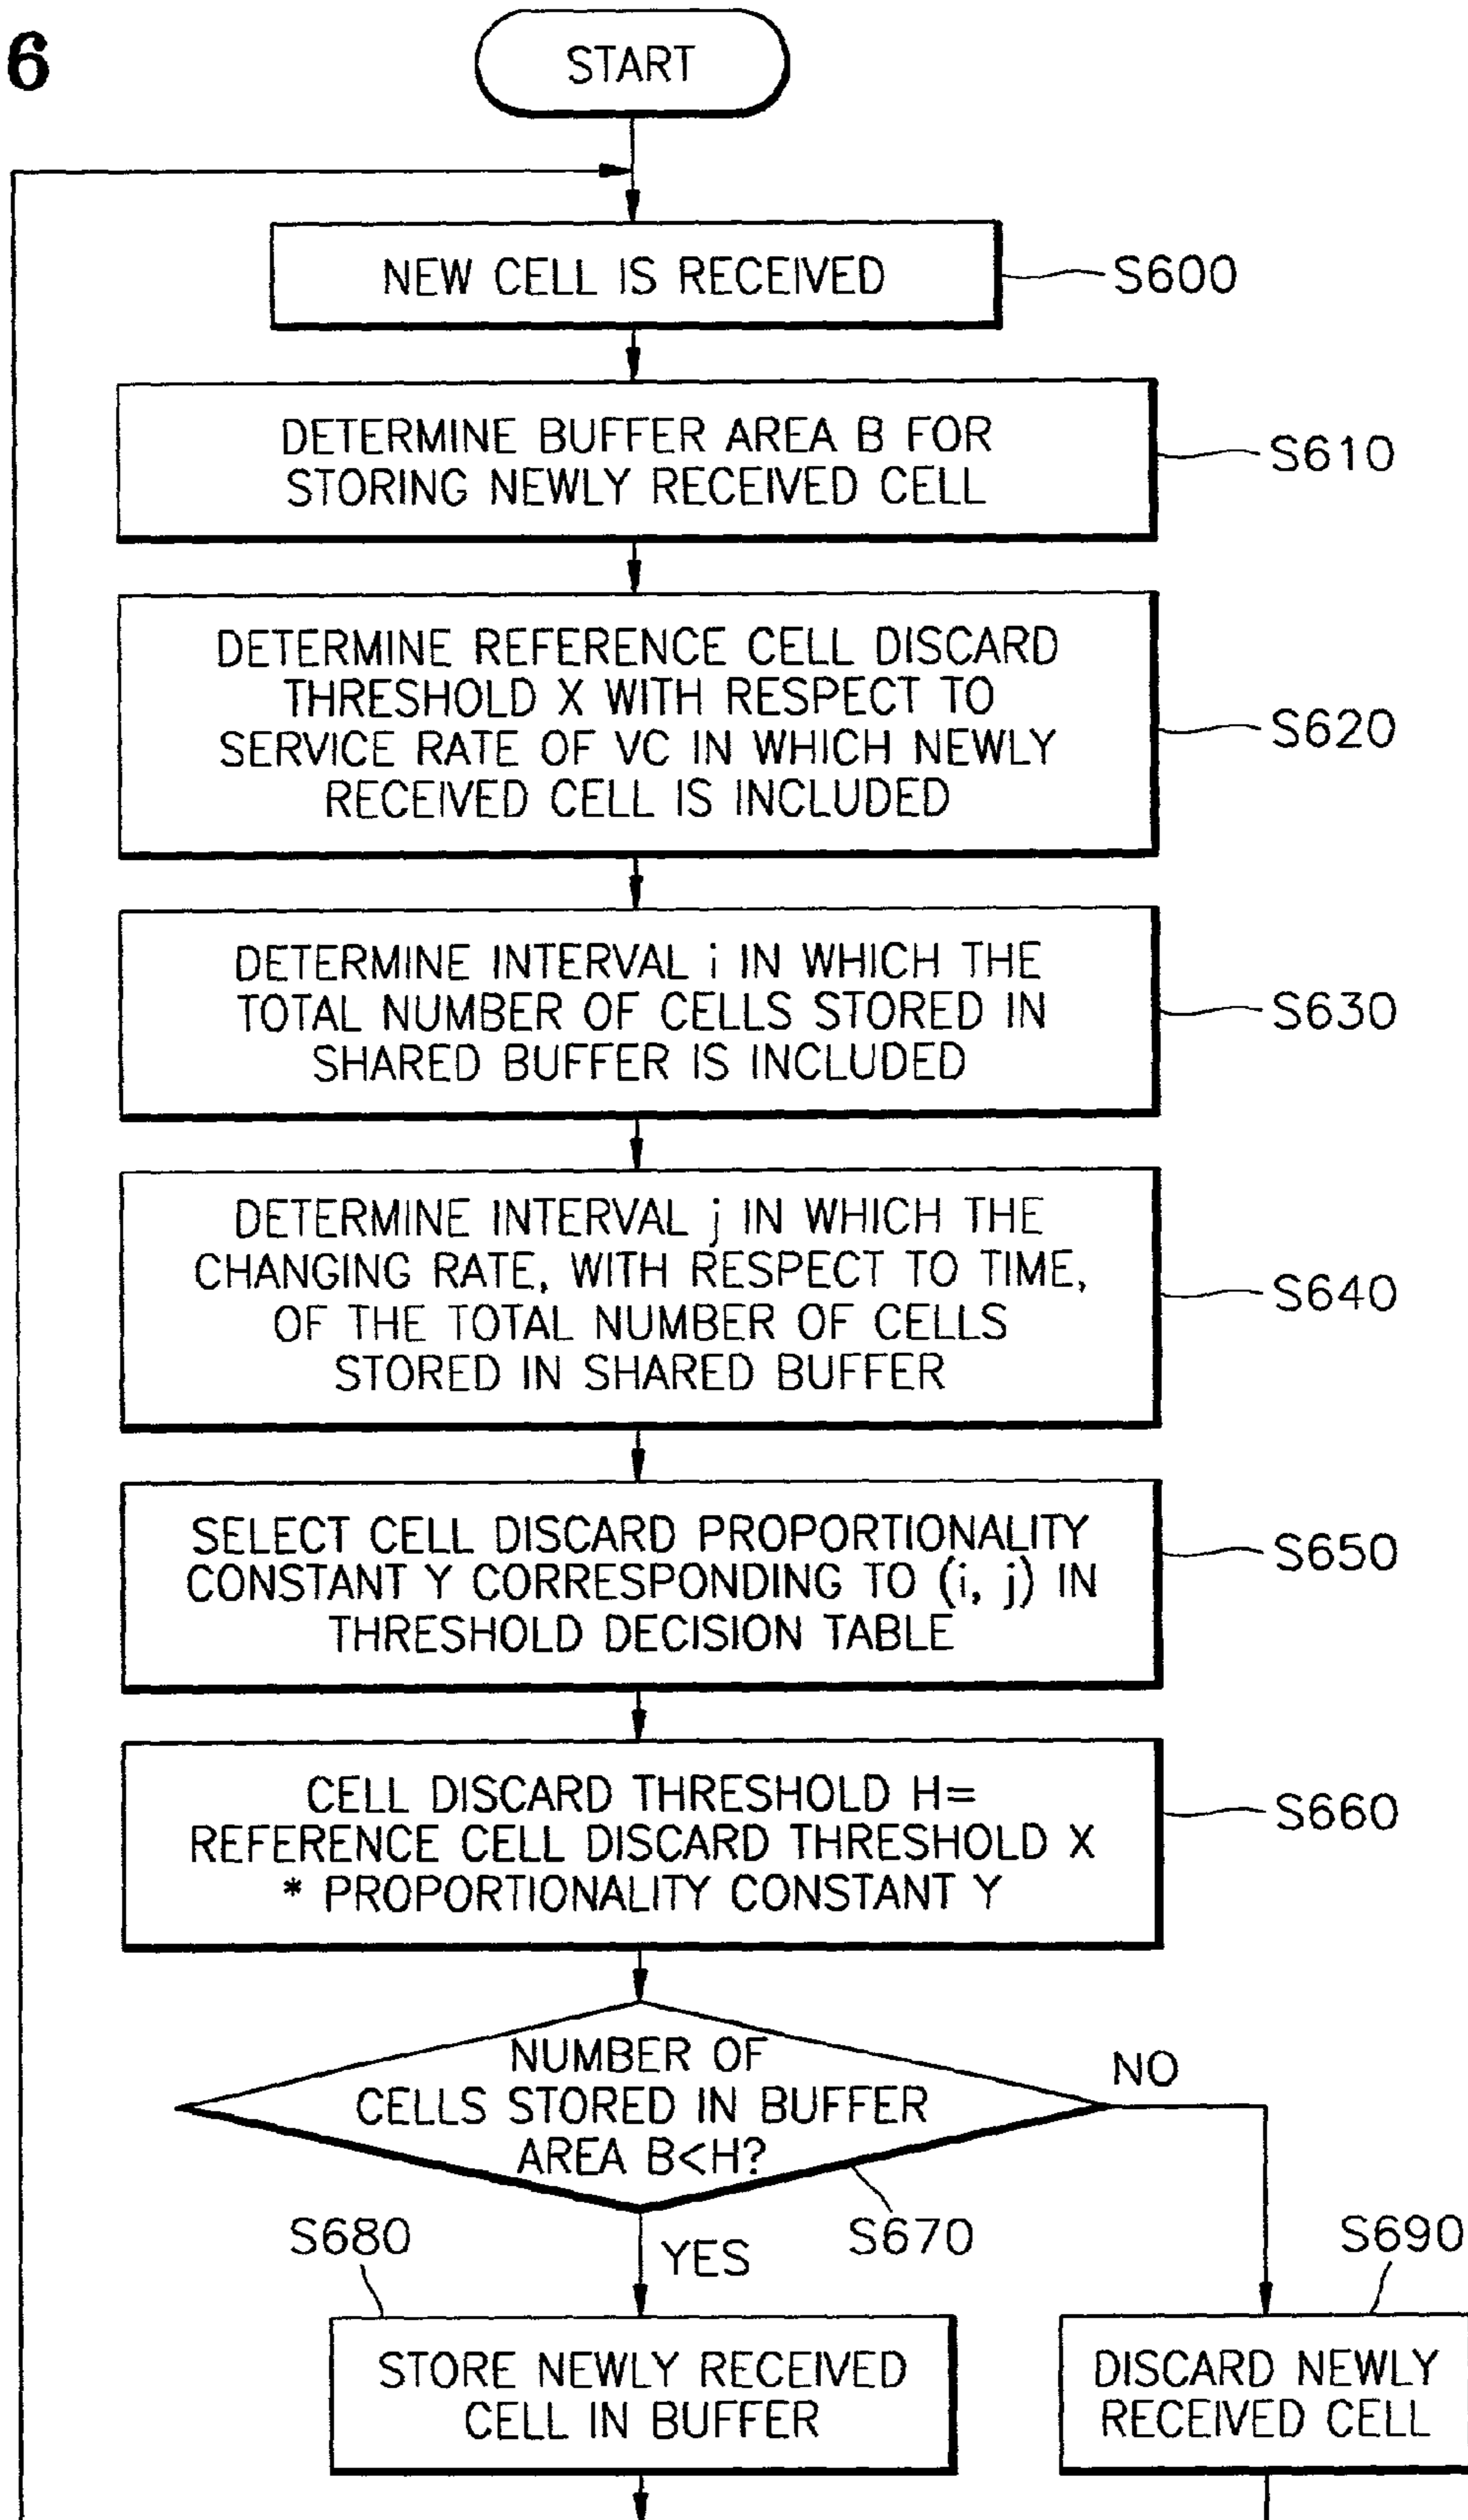 6
START
NEW CELL IS RECEIVED
S600
DETERMINE BUFFER AREA B FOR
STORING NEWLY RECEIVED CELL
S610
DETERMINE REFERENCE CELL DISCARD
THRESHOLD X WITH RESPECT TO
SERVICE RATE OF VC IN WHICH NEWLY
RECEIVED CELL IS INCLUDED
S620
DETERMINE INTERVAL i IN WHICH THE
TOTAL NUMBER OF CELLS STORED IN
SHARED BUFFER IS INCLUDED
S630
DETERMINE INTERVAL j IN WHICH THE
CHANGING RATE, WITH RESPECT TO TIME,
OF THE TOTAL NUMBER OF CELLS
STORED IN SHARED BUFFER
S640
SELECT CELL DISCARD PROPORTIONALITY
CONSTANT Y CORRESPONDING TO (i, j) IN
THRESHOLD DECISION TABLE
S650
CELL DISCARD THRESHOLD H=
REFERENCE CELL DISCARD THRESHOLD X
* PROPORTIONALITY CONSTANT Y
S660
NUMBER OF
CELLS STORED IN BUFFER
AREA B<H?
NO
S670
YES
S680
S690
STORE NEWLY RECEIVED
CELL IN BUFFER
DISCARD NEWLY
RECEIVED CELL